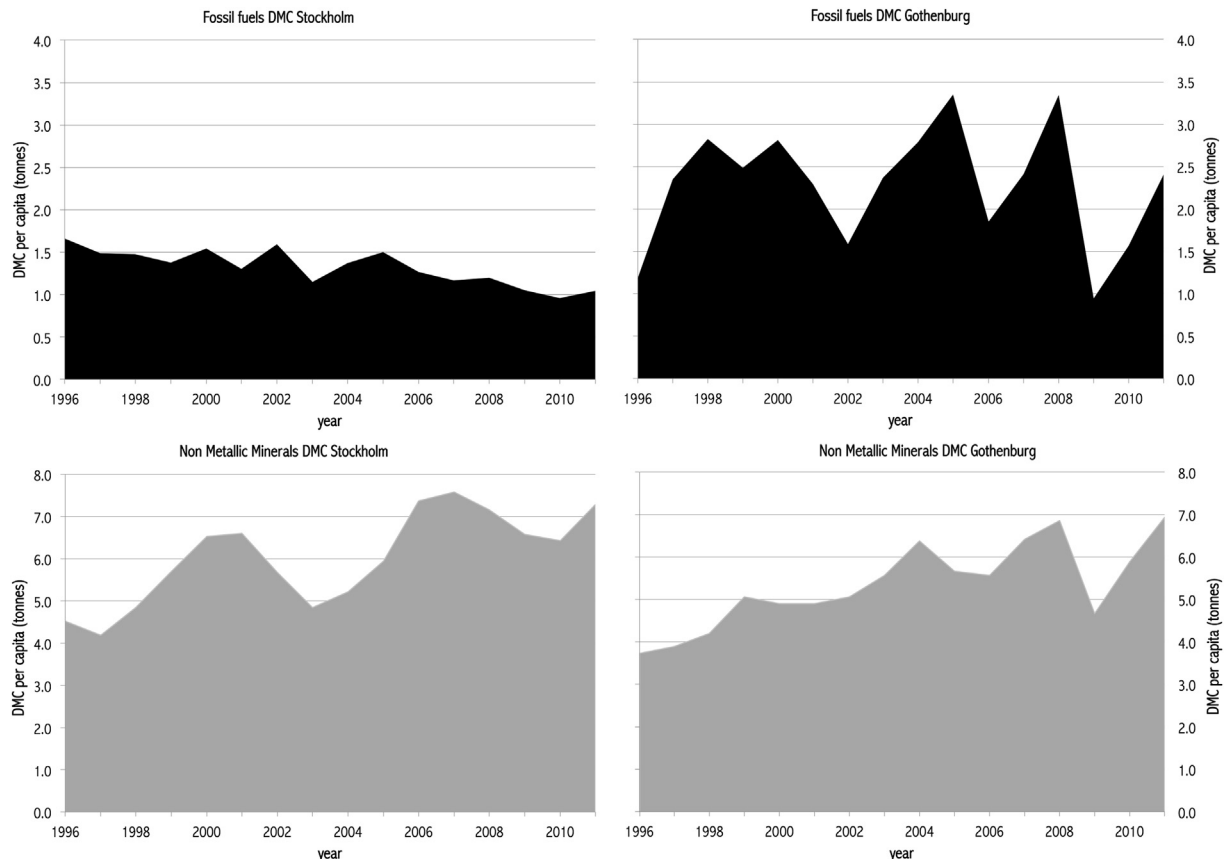 Fossil fuels DMC Stockholm
4.0
3.5
3.0
2.5
2.0
1.5
1.0
0.5
0.0
DMC per capita (tonnes)
1996 1998 2000 2002 2004 2006 2008 2010
year
Fossil fuels DMC Gothenburg
4.0
3.5
3.0
2.5
2.0
1.5
1.0
0.5
0.0
DMC per capita (tonnes)
1996 1998 2000 2002 2004 2006 2008 2010
year
Non Metallic Minerals DMC Stockholm
8.0
7.0
6.0
5.0
4.0
3.0
2.0
1.0
0.0
DMC per capita (tonnes)
1996 1998 2000 2002 2004 2006 2008 2010
year
Non Metallic Minerals DMC Gothenburg
8.0
7.0
6.0
5.0
4.0
3.0
2.0
1.0
0.0
DMC per capita (tonnes)
1996 1998 2000 2002 2004 2006 2008 2010
year